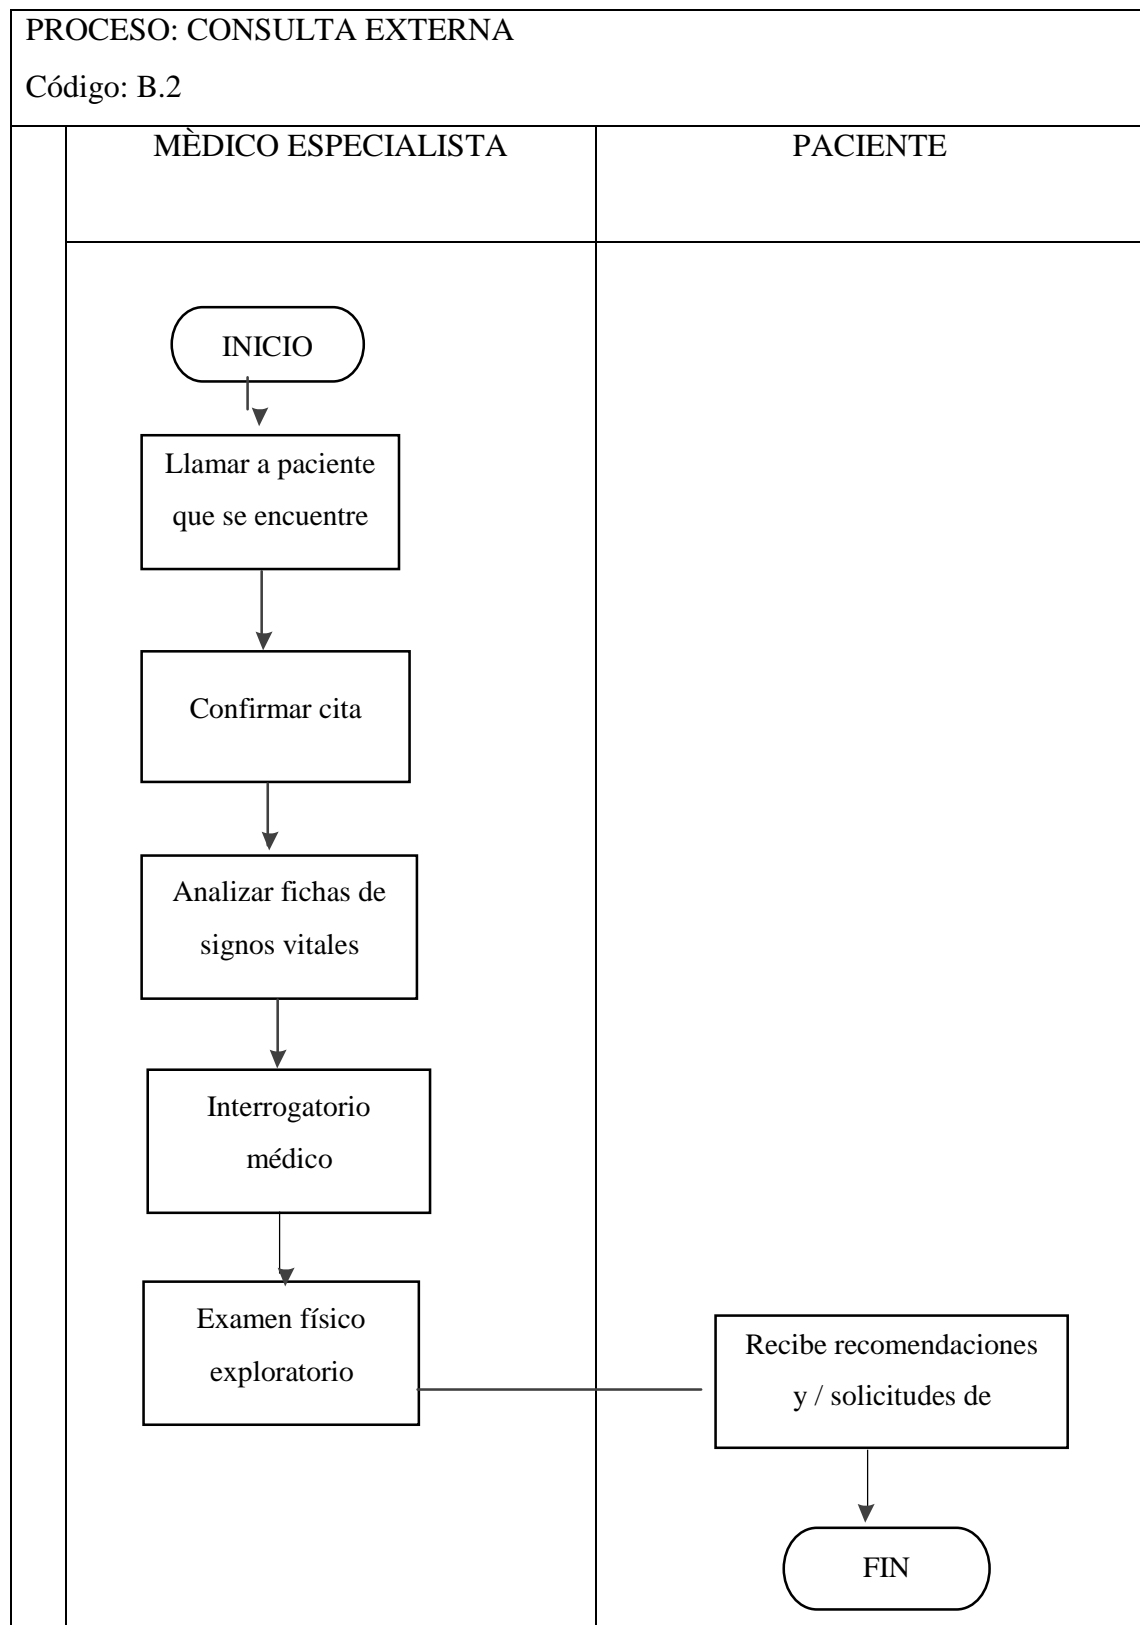 PROCESO: CONSULTA EXTERNA
Código: B.2
MÈDICO ESPECIALISTA
PACIENTE
INICIO
Llamar a paciente
que se encuentre
Confirmar cita
Analizar fichas de
signos vitales
Interrogatorio
médico
Examen físico
exploratorio
Recibe recomendaciones
y / solicitudes de
FIN